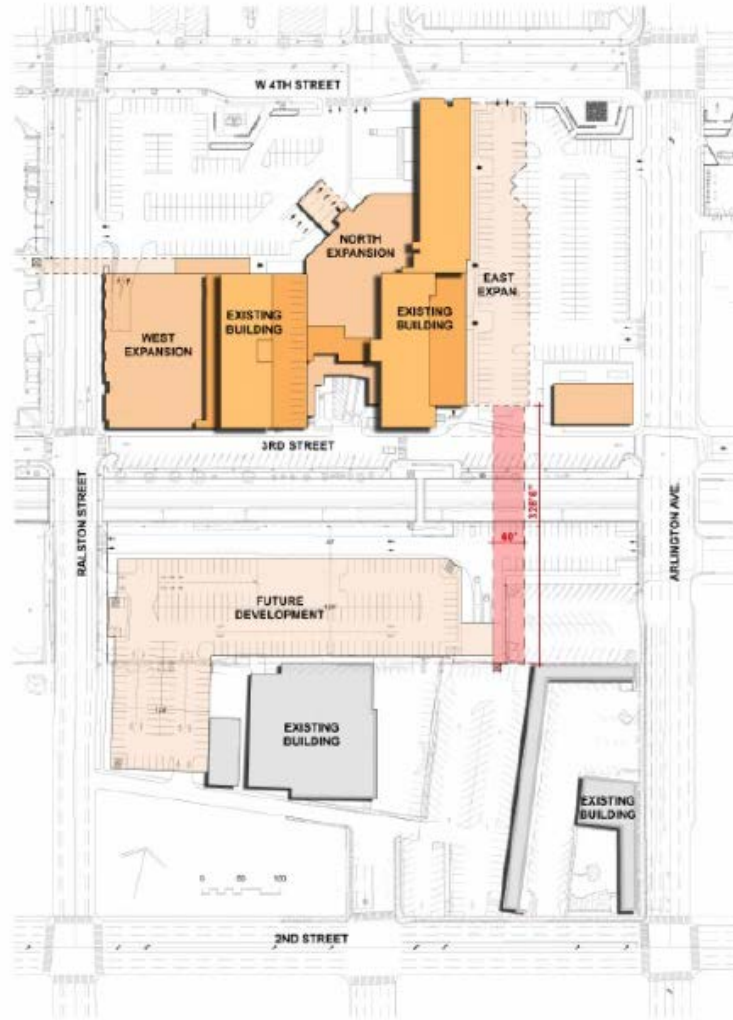 W 4TH STREET
NORTH
EXPANSION
EAST
EXPAN.
EXISTING
BUILDING
EXISTING
BUILDING
WEST
EXPANSION
3RD STREET
RALSTON STREET
ARLINGTON AVE.
60'
FUTURE
DEVELOPMENT
EXISTING
BUILDING
EXISTING
BUILDING
0 50 100
2ND STREET